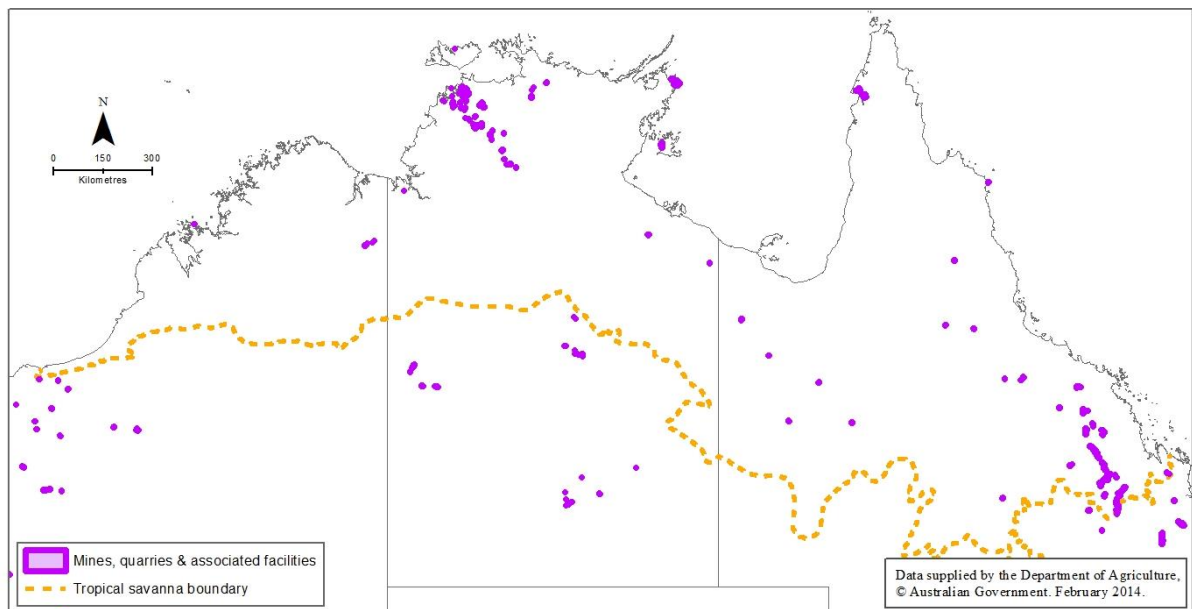 N
0 150 300
Kilometres
Mines, quarries & associated facilities
Tropical savanna boundary
Data supplied by the Department of Agriculture,
© Australian Government. February 2014.